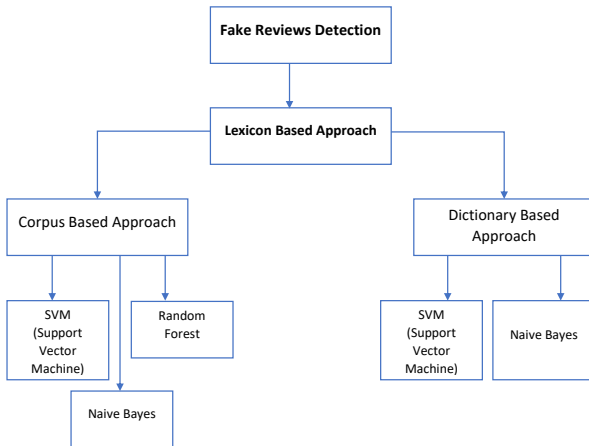 Fake Reviews Detection
Lexicon Based Approach
Corpus Based Approach
Dictionary Based
Approach
SVM
(Support
Vector
Machine)
Random
Forest
Naive Bayes
SVM
(Support
Vector
Machine)
Naive Bayes